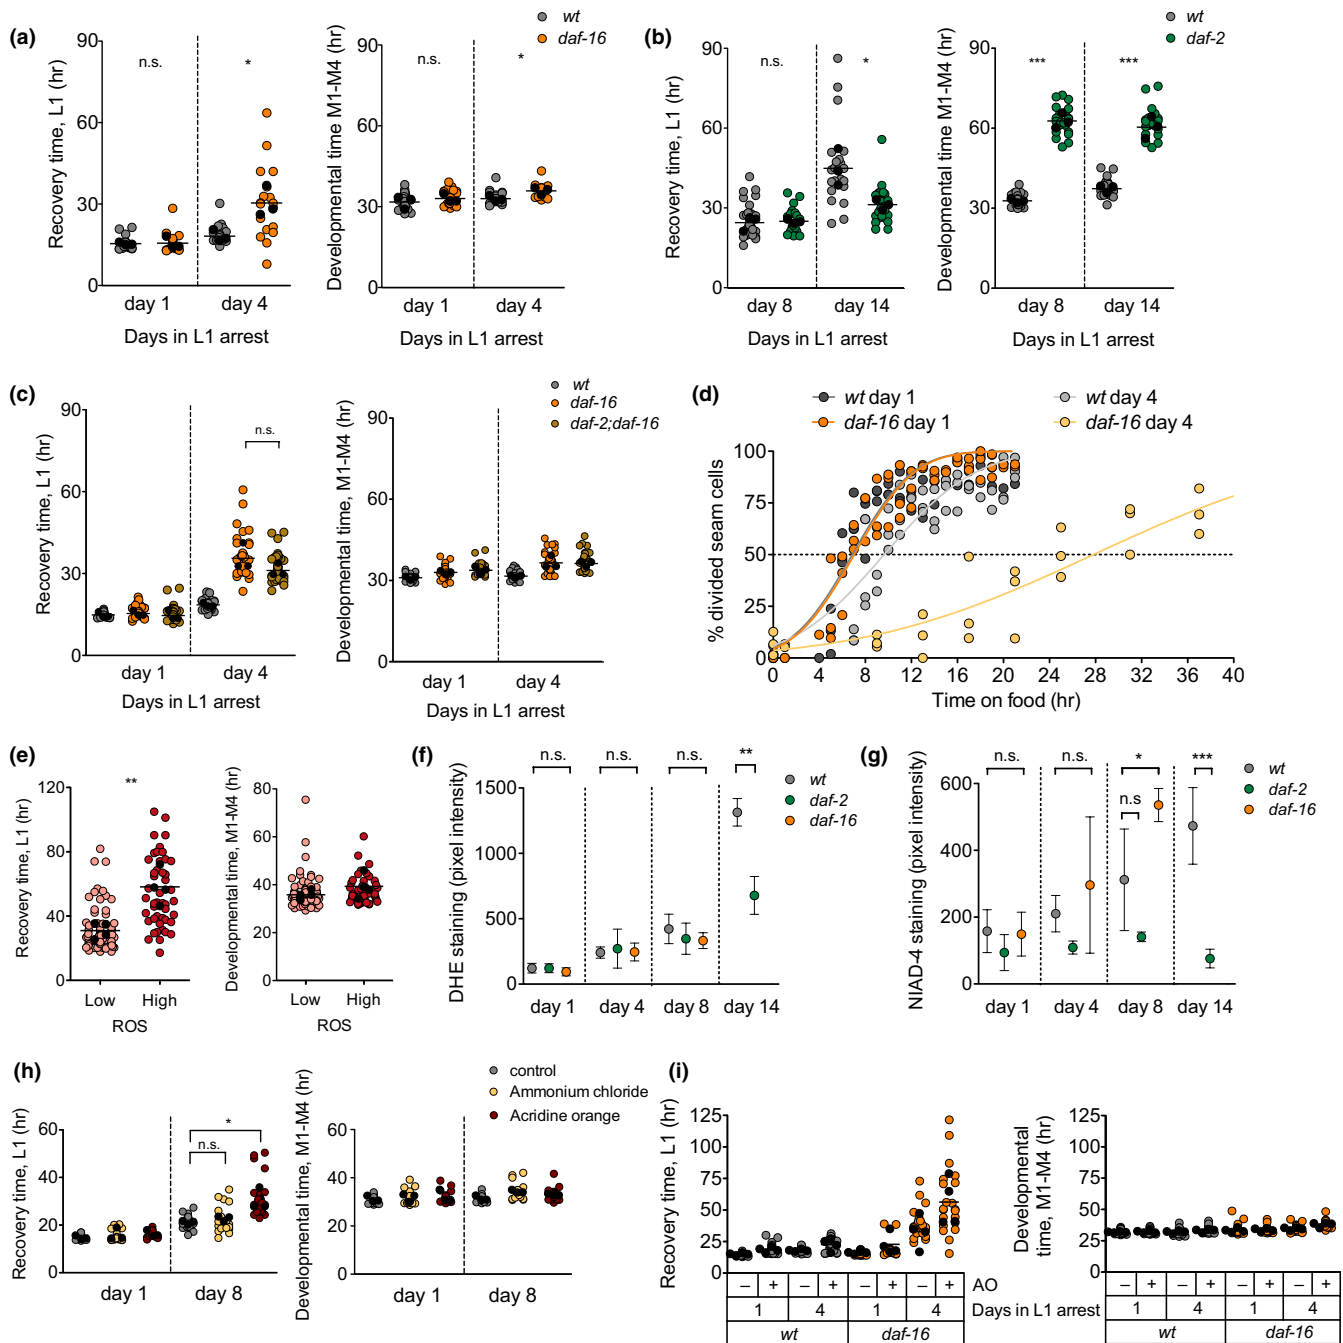 (a)
wt
daf-16
Recovery time, L1 (hr)
90
60
30
0
n.s.
*
day 1
day 4
Days in L1 arrest
Developmental time M1-M4 (hr)
90
60
30
0
n.s.
*
day 1
day 4
Days in L1 arrest
(b)
wt
daf-2
Recovery time, L1 (hr)
90
60
30
0
n.s.
*
day 8
day 14
Days in L1 arrest
Developmental time M1-M4 (hr)
90
60
30
0
***
***
day 8
day 14
Days in L1 arrest
(c)
wt
daf-16
daf-2;daf-16
Recovery time, L1 (hr)
90
60
30
0
n.s.
day 1
day 4
Days in L1 arrest
Developmental time, M1-M4 (hr)
90
60
30
0
day 1
day 4
Days in L1 arrest
(d)
wt day 1
wt day 4
daf-16 day 1
daf-16 day 4
% divided seam cells
100
75
50
25
0
0 4 8 12 16 20 24 28 32 36 40
Time on food (hr)
(e)
Recovery time, L1 (hr)
120
80
40
0
**
Low
High
ROS
Developmental time, M1-M4 (hr)
80
60
40
20
0
Low
High
ROS
(f)
n.s.
n.s.
n.s.
**
wt
daf-2
daf-16
DHE staining (pixel intensity)
1500
1000
500
0
day 1
day 4
day 8
day 14
(g)
n.s.
n.s.
*
n.s
***
wt
daf-2
daf-16
NIAD-4 staining (pixel intensity)
600
400
200
0
day 1
day 4
day 8
day 14
(h)
control
Ammonium chloride
Acridine orange
Recovery time, L1 (hr)
60
40
20
0
*
n.s.
day 1
day 8
Developmental time, M1-M4 (hr)
60
40
20
0
day 1
day 8
(i)
Recovery time, L1 (hr)
125
100
75
50
25
0
– + – + – + – +
AO
1 4 1 4
Days in L1 arrest
wt
daf-16
Developmental
time, M1-M4 (hr)
125
100
75
50
25
0
– + – + – + – +
1 4 1 4
wt
daf-16